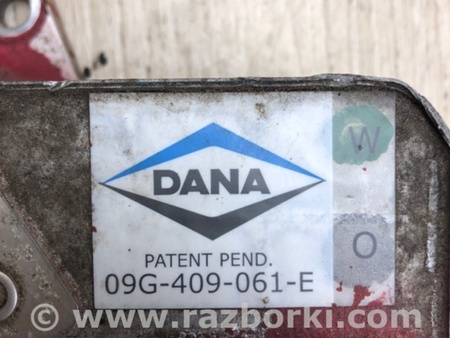 DANA
W
O
PATENT PEND.
09G-409-061-E
www.razborki.com